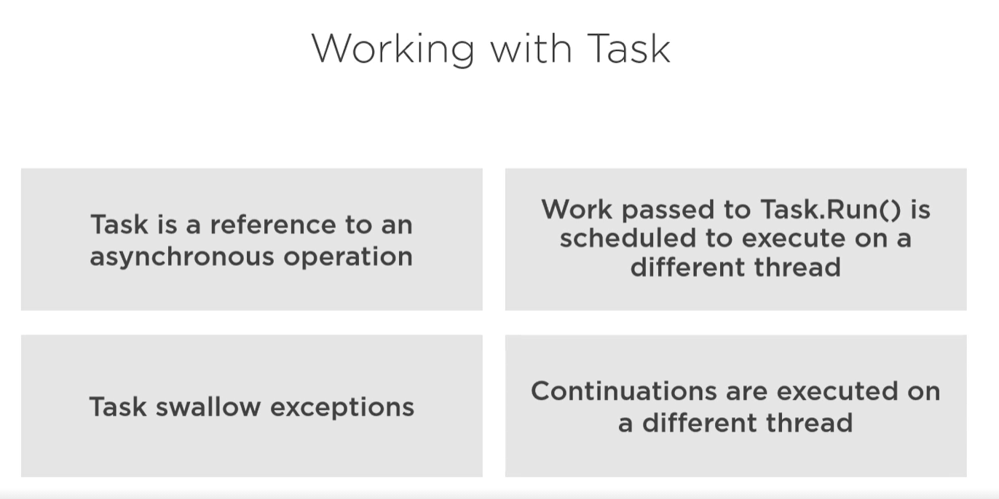 Working with Task
Task is a reference to an
asynchronous operation
Work passed to Task.Run() is
scheduled to execute on a
different thread
Task swallow exceptions
Continuations are executed on
a different thread